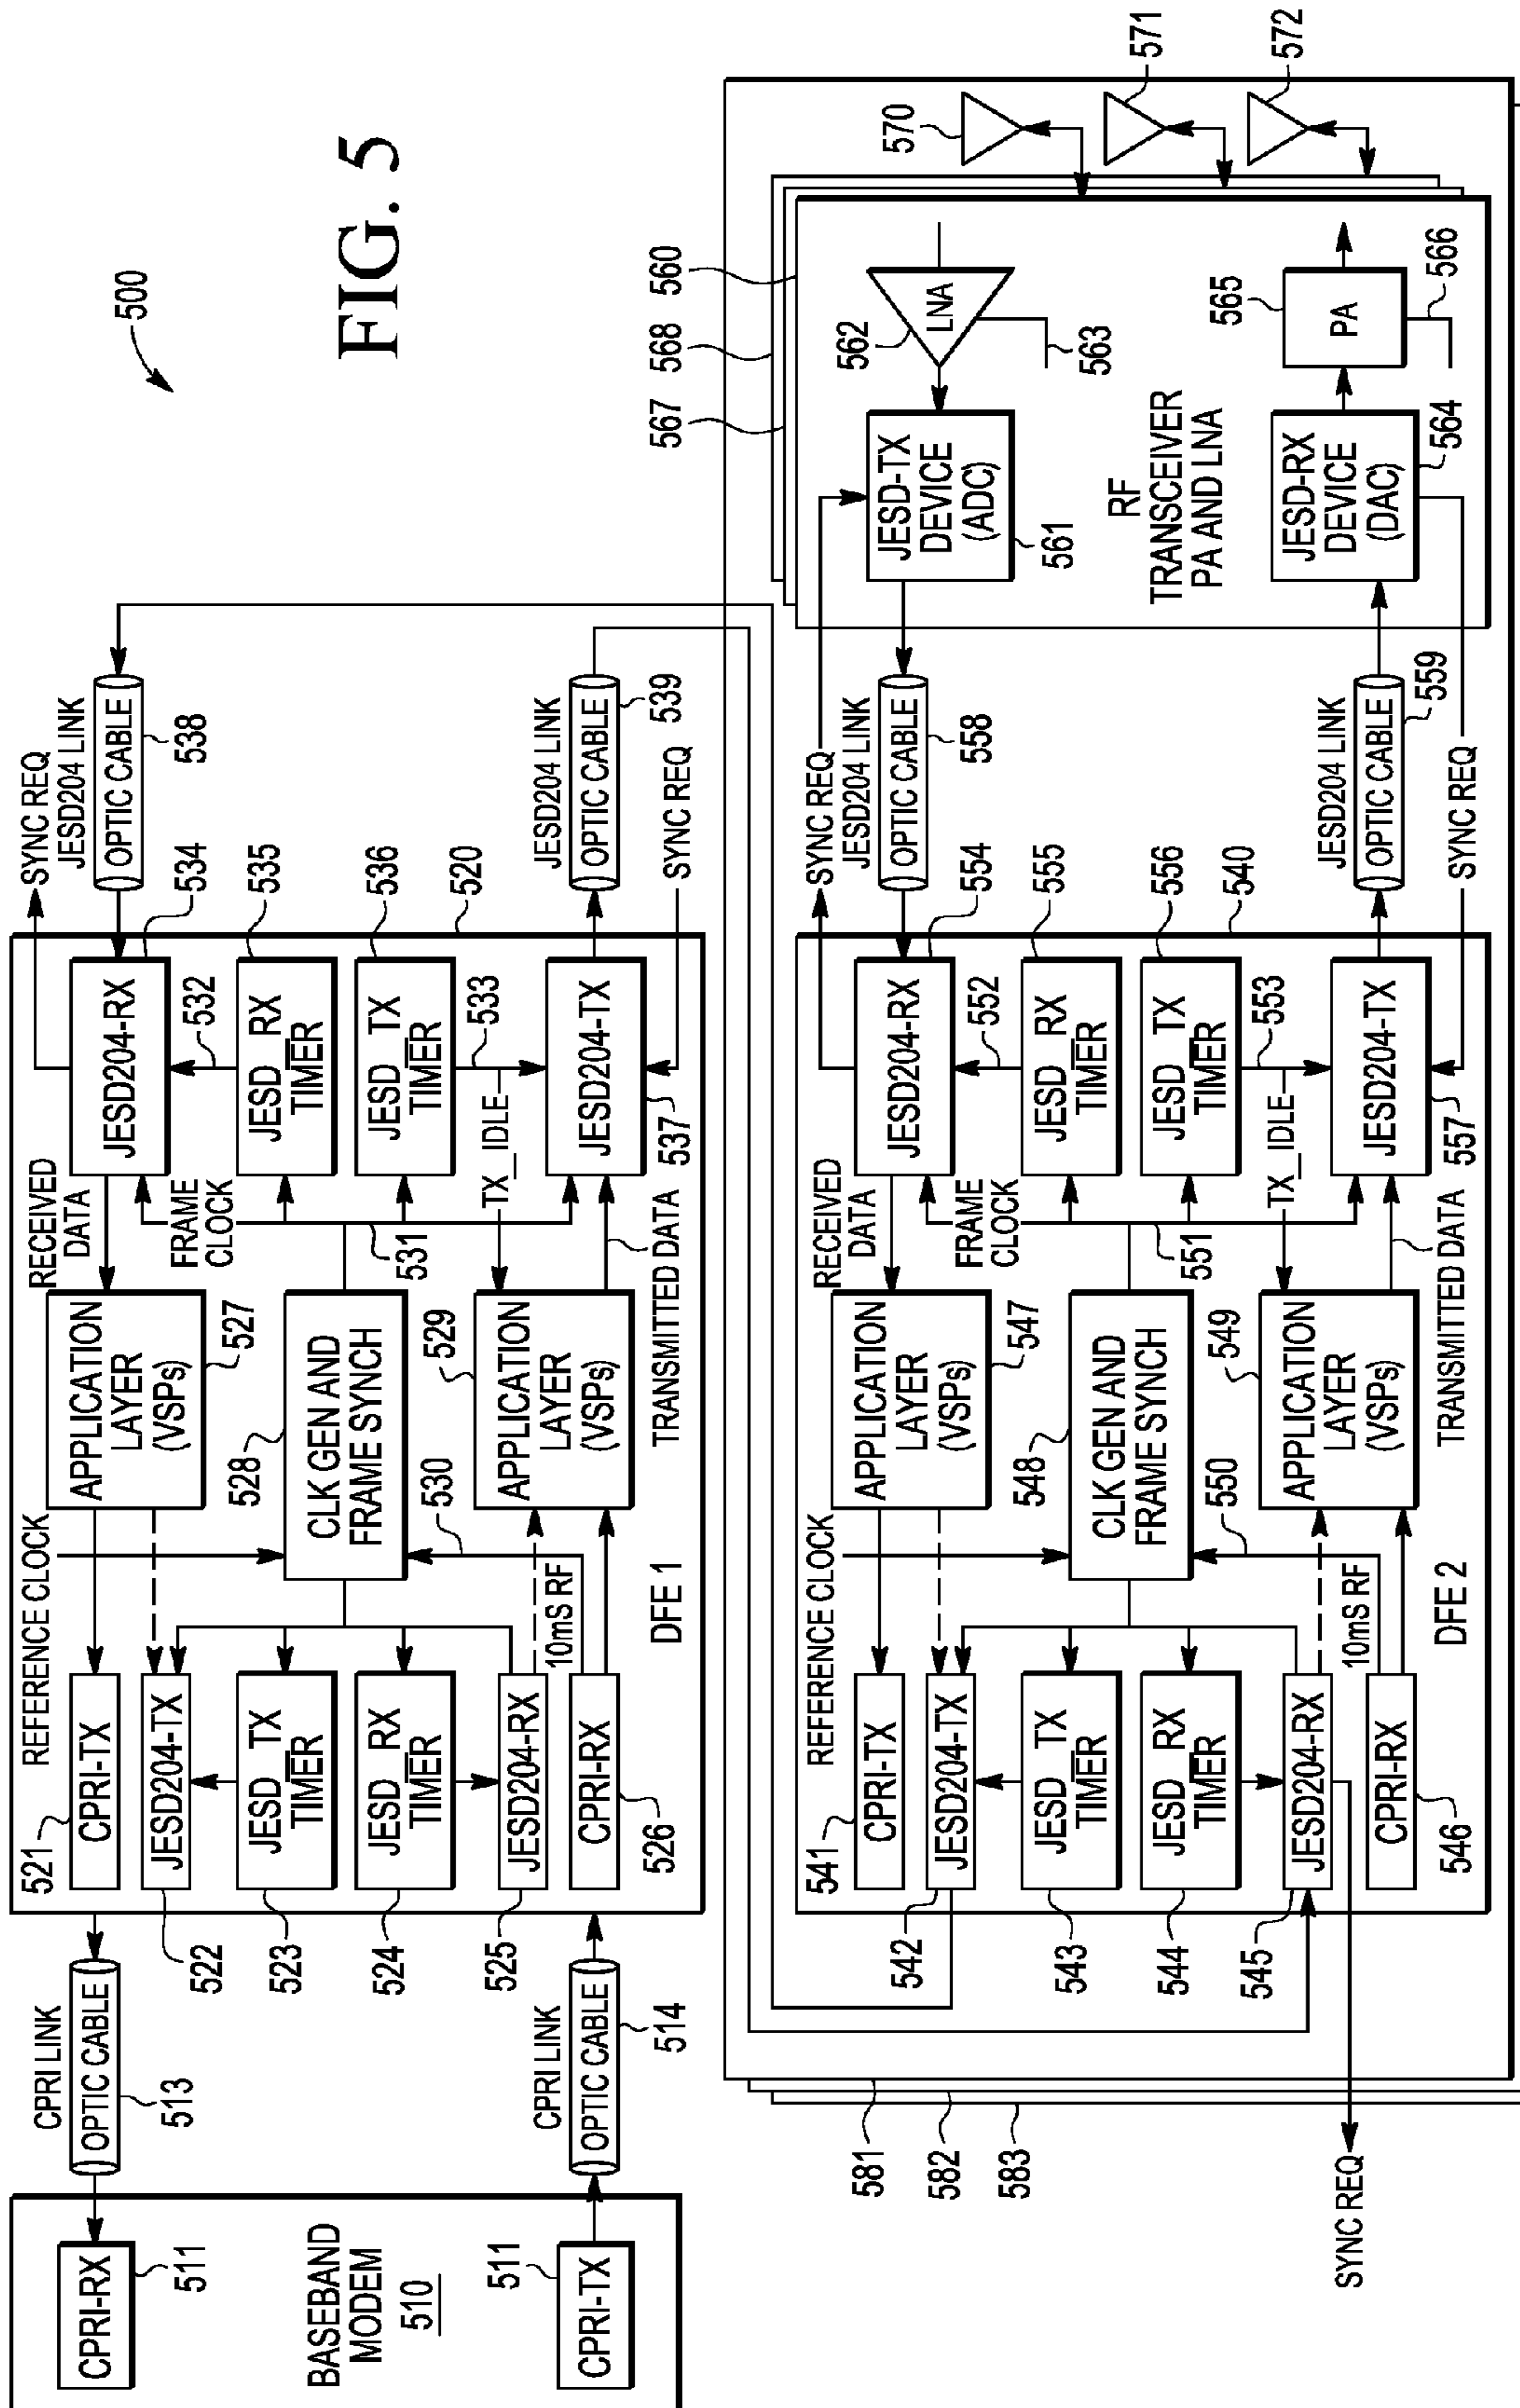 FIG. 5
500
BASEBAND
MODEM
510
CPRI-RX
511
CPRI-TX
511
CPRI LINK
OPTIC CABLE
513
CPRI LINK
OPTIC CABLE
514
521
CPRI-TX
JESD204-TX
522
JESD_TX
TIMER
523
JESD_RX
TIMER
524
JESD204-RX
525
CPRI-RX
526
REFERENCE CLOCK
10mS RF
DFE 1
APPLICATION
LAYER
(VSPs)
527
CLK GEN AND
FRAME SYNCH
528
530
APPLICATION
LAYER
(VSPs)
529
RECEIVED
DATA
FRAME
CLOCK
531
TX_IDLE
TRANSMITTED DATA
JESD204-RX
534
532
JESD_RX
TIMER
535
JESD_TX
TIMER
536
533
JESD204-TX
537
520
SYNC REQ
JESD204 LINK
OPTIC CABLE
538
JESD204 LINK
OPTIC CABLE
539
SYNC REQ
541
CPRI-TX
JESD204-TX
542
JESD_TX
TIMER
543
JESD_RX
TIMER
544
JESD204-RX
545
CPRI-RX
546
REFERENCE CLOCK
10mS RF
DFE 2
APPLICATION
LAYER
(VSPs)
547
CLK GEN AND
FRAME SYNCH
548
550
APPLICATION
LAYER
(VSPs)
549
RECEIVED
DATA
FRAME
CLOCK
551
TX_IDLE
TRANSMITTED DATA
JESD204-RX
554
552
JESD_RX
TIMER
555
JESD_TX
TIMER
556
553
JESD204-TX
557
540
SYNC REQ
JESD204 LINK
OPTIC CABLE
558
JESD204 LINK
OPTIC CABLE
559
SYNC REQ
567
568
560
JESD-TX
DEVICE
(ADC)
561
562
LNA
563
RF
TRANSCEIVER
PA AND LNA
JESD-RX
DEVICE
(DAC)
564
565
PA
566
570
571
572
581
582
583
SYNC REQ